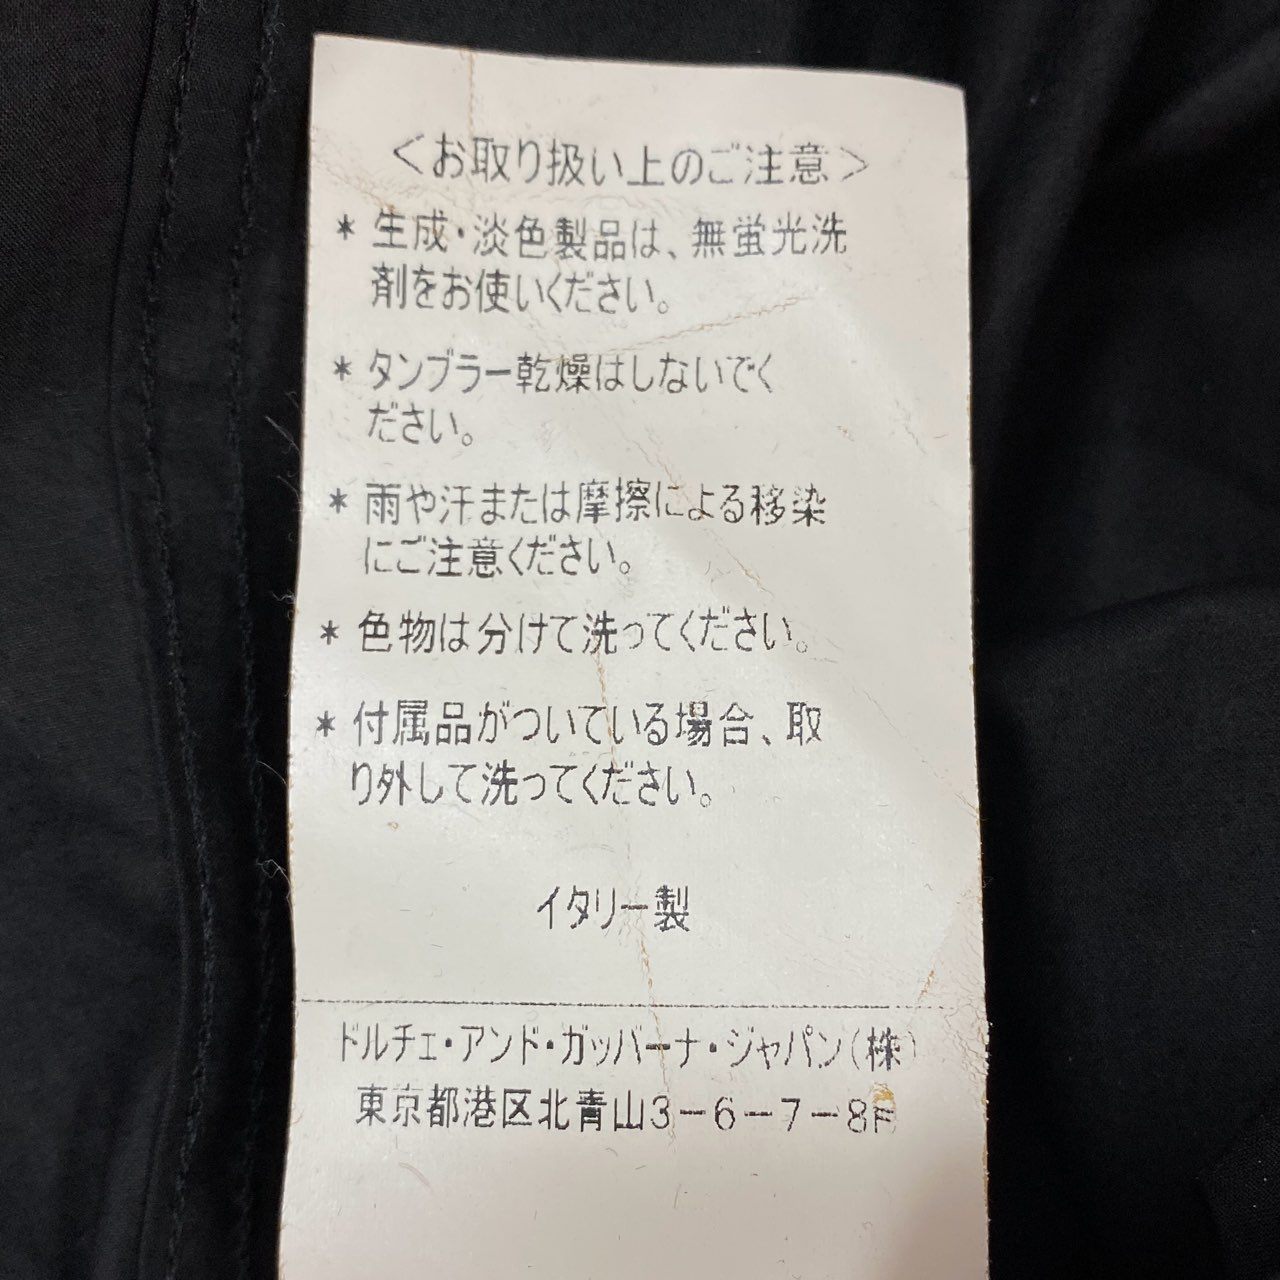 ＜お取り扱い上のご注意＞
＊生成・淡色製品は、無蛍光洗
剤をお使いください。
＊タンブラー乾燥はしないでく
ださい。
＊雨や汗または摩擦による移染
にご注意ください。
＊色物は分けて洗ってください。
＊付属品がついている場合、取
り外して洗ってください。
イタリー製
ドルチェ・アンド・ガッバーナ・ジャパン(株)
東京都港区北青山3－6－7－8F